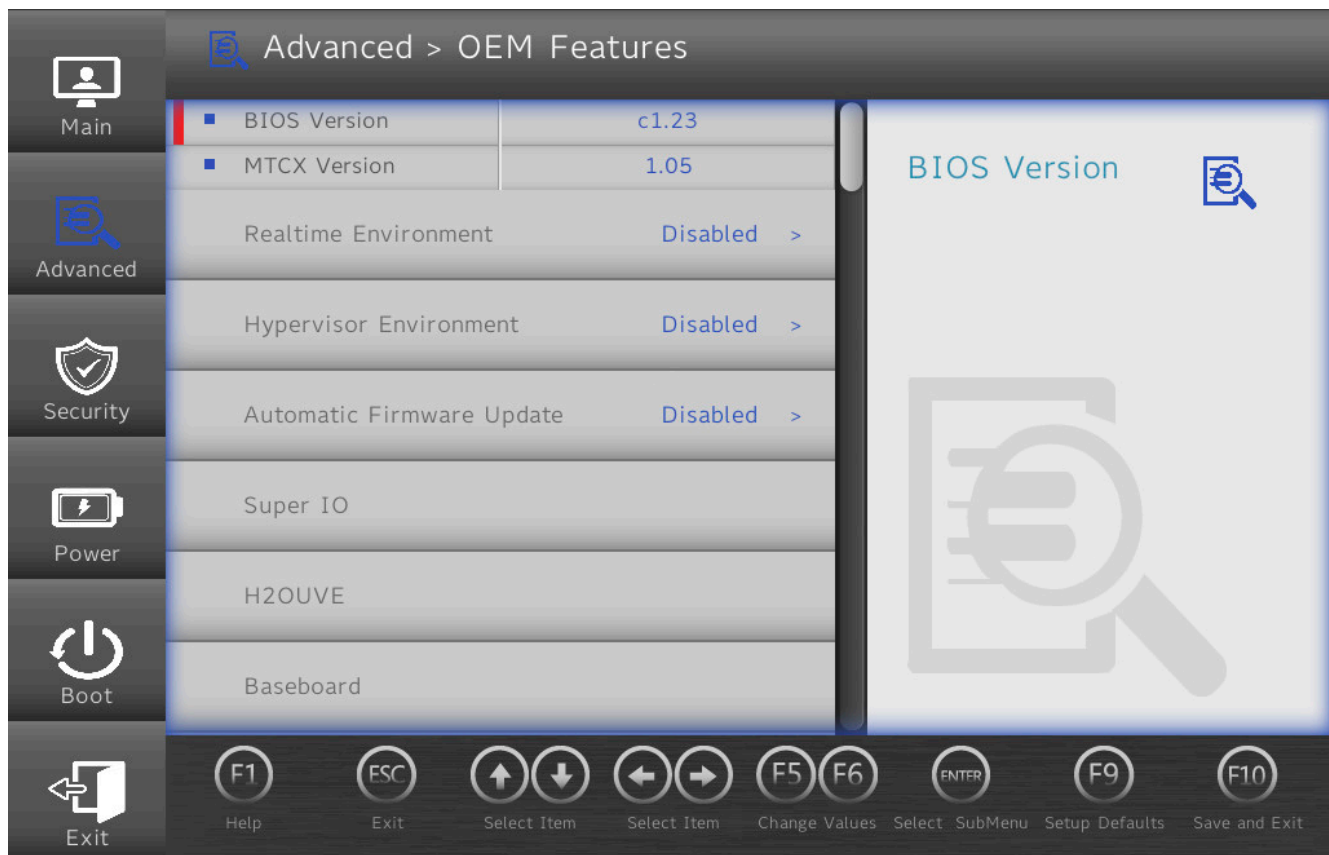 Advanced > OEM Features
Main
Advanced
Security
Power
Boot
Exit
BIOS Version c1.23
MTCX Version 1.05
Realtime Environment Disabled >
Hypervisor Environment Disabled >
Automatic Firmware Update Disabled >
Super IO
H2OUVE
Baseboard
BIOS Version
F1 ESC F5 F6 ENTER F9 F10
Help Exit Select Item Select Item Change Values Select SubMenu Setup Defaults Save and Exit